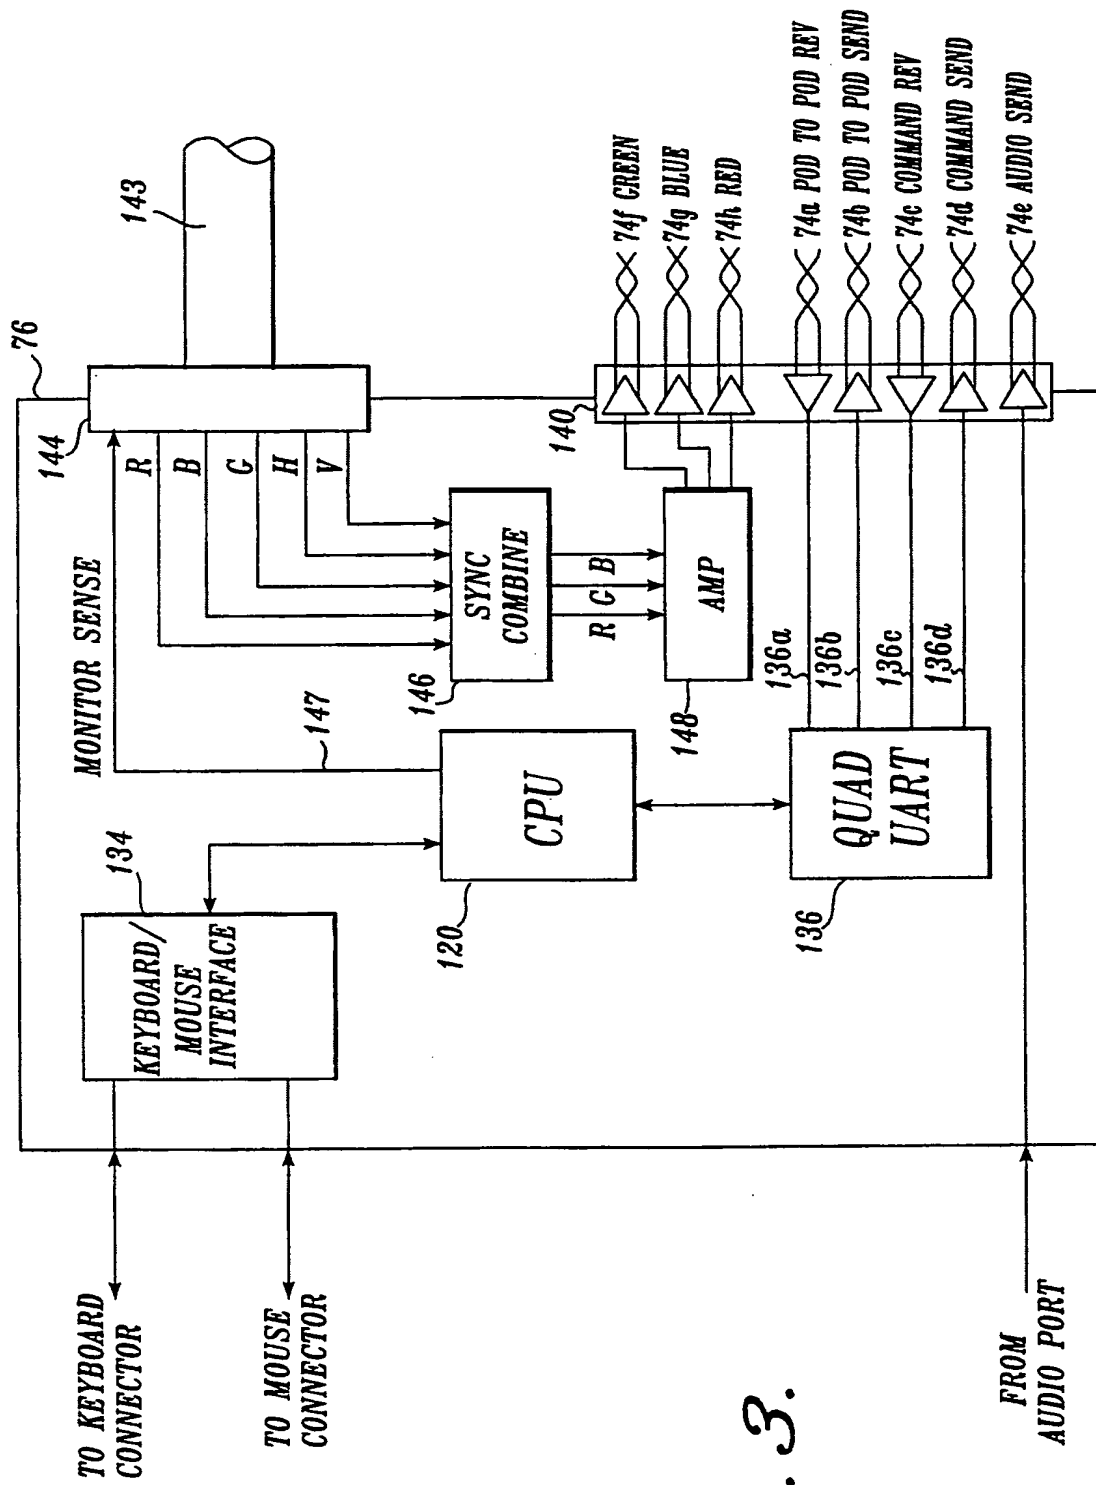 TO KEYBOARD
CONNECTOR
TO MOUSE
CONNECTOR
FROM
AUDIO PORT
134
KEYBOARD/
MOUSE
INTERFACE
MONITOR SENSE
147
120
CPU
136
QUAD
UART
76
144
143
R
B
G
H
V
146
SYNC
COMBINE
R G B
148
AMP
140
136a
136b
136c
136d
74f GREEN
74g BLUE
74h RED
74a POD TO POD REV
74b POD TO POD SEND
74c COMMAND REV
74d COMMAND SEND
74e AUDIO SEND
. 3.